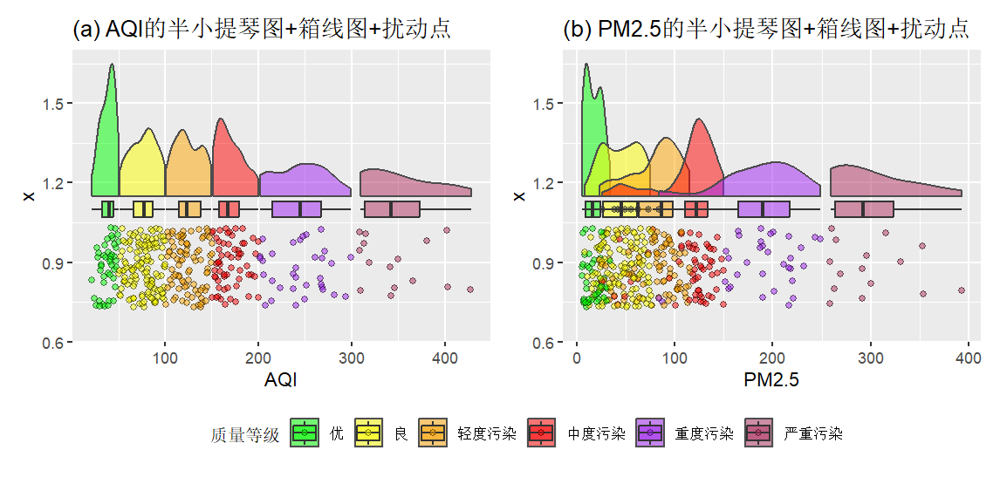 (a) AQI的半小提琴图+箱线图+扰动点
x
1.5
1.2
0.9
0.6
100
200
300
400
AQI
(b) PM2.5的半小提琴图+箱线图+扰动点
x
1.5
1.2
0.9
0.6
0
100
200
300
400
PM2.5
质量等级 优 良 轻度污染 中度污染 重度污染 严重污染